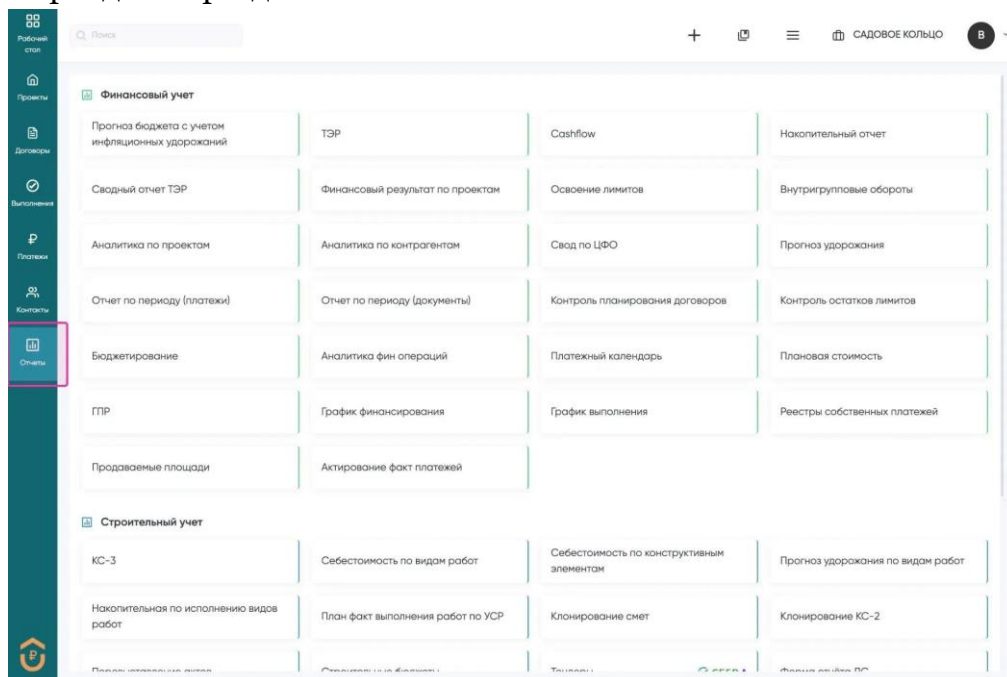 Рабочий
стол
Поиск
САДОВОЕ КОЛЬЦО
В
Проекты
Договоры
Выполнения
Платежи
Контакты
Отчеты
Финансовый учет
Прогноз бюджета с учетом
инфляционных удорожаний
ТЭР
Cashflow
Накопительный отчет
Сводный отчет ТЭР
Финансовый результат по проектам
Освоение лимитов
Внутригрупповые обороты
Аналитика по проектам
Аналитика по контрагентам
Свод по ЦФО
Прогноз удорожания
Отчет по периоду (платежи)
Отчет по периоду (документы)
Контроль планирования договоров
Контроль остатков лимитов
Бюджетирование
Аналитика фин операций
Платежный календарь
Плановая стоимость
ГПР
График финансирования
График выполнения
Реестры собственных платежей
Продаваемые площади
Актирование факт платежей
Строительный учет
КС-3
Себестоимость по видам работ
Себестоимость по конструктивным
элементам
Прогноз удорожания по видам работ
Накопительная по исполнению видов
работ
План факт выполнения работ по УСР
Клонирование смет
Клонирование КС-2